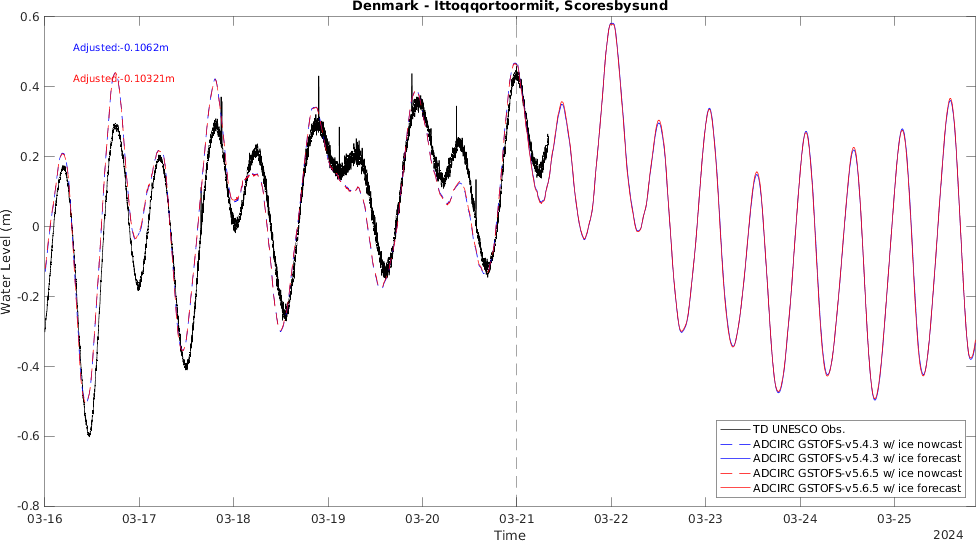 Denmark - Ittoqqortoormiit, Scoresbysund
0.6
Adjusted:-0.1062m
Adjusted:-0.10321m
0.4
0.2
0
-0.2
-0.4
-0.6
-0.8
Water Level (m)
TD UNESCO Obs.
ADCIRC GSTOFS-v5.4.3 w/ ice nowcast
ADCIRC GSTOFS-v5.4.3 w/ ice forecast
ADCIRC GSTOFS-v5.6.5 w/ ice nowcast
ADCIRC GSTOFS-v5.6.5 w/ ice forecast
03-16 03-17 03-18 03-19 03-20 03-21 03-22 03-23 03-24 03-25
Time
2024